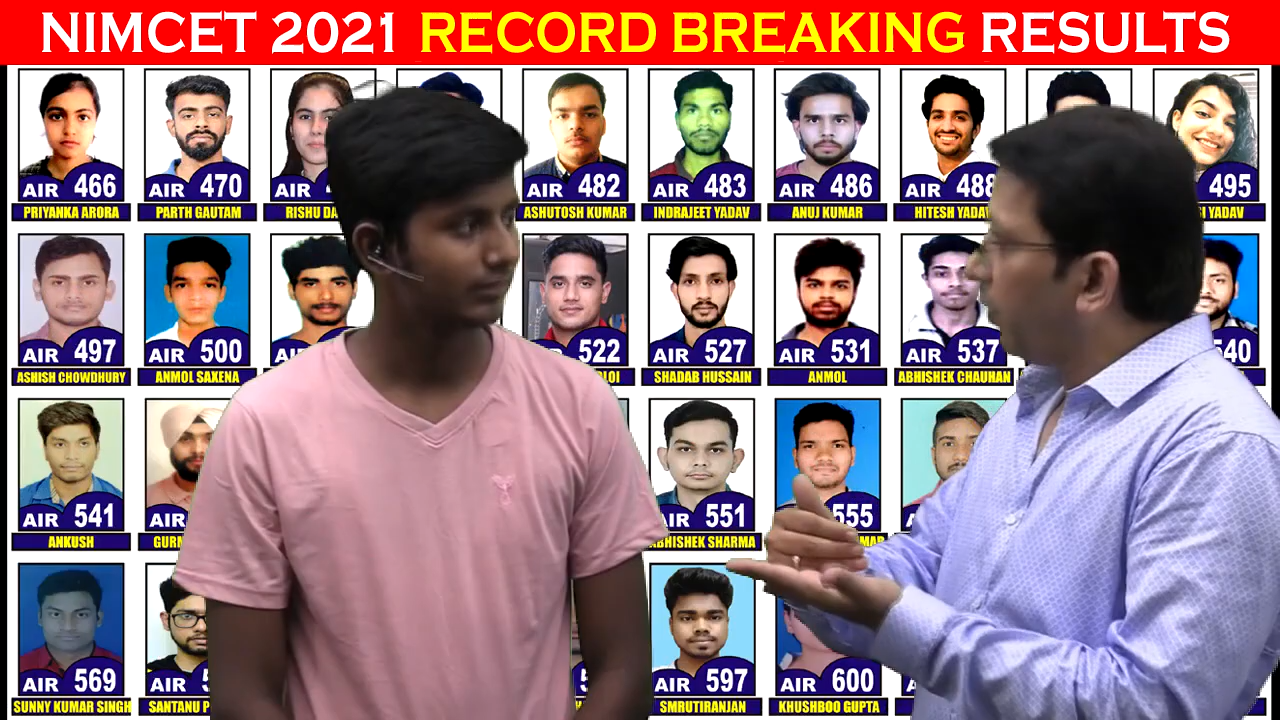 NIMCET 2021 RECORD BREAKING RESULTS
AIR 466
AIR 470
AIR
AIR 482
AIR 483
AIR 486
AIR 488
495
PRIYANKA ARORA
PARTH GAUTAM
RISHU
ASHUTOSH KUMAR
INDRAJEET YADAV
ANUJ KUMAR
HITESH YADAV
YADAV
AIR 497
AIR 500
AIR
522
AIR 527
AIR 531
AIR 537
540
ASHISH CHOWDHURY
ANMOL SAXENA
SHADAB HUSSAIN
ANMOL
ABHISHEK CHAUHAN
AIR 541
AIR
AIR 551
555
ANKUSH
ABHISHEK SHARMA
AIR 569
AIR
AIR 597
AIR 600
SUNNY KUMAR SINGH
SANTANU
SMRUTIRANJAN
KHUSHBOO GUPTA